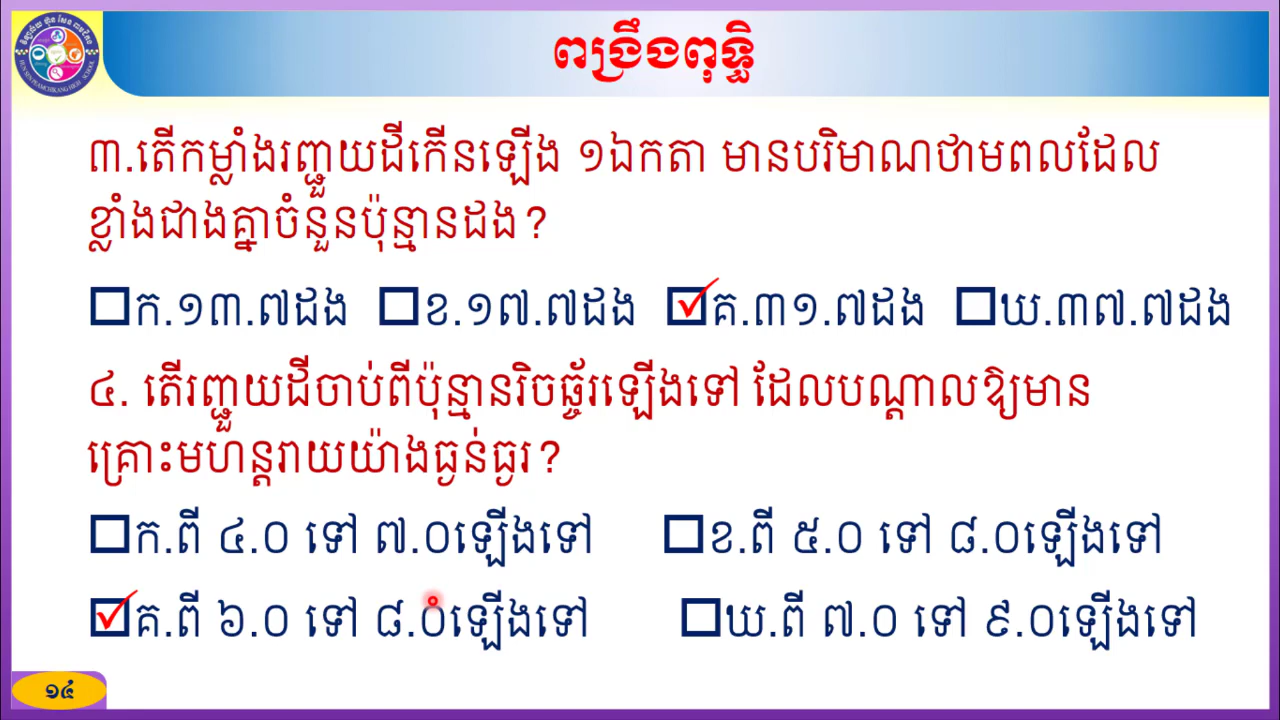 ពង្រឹងពុទ្ធិ
HUN SEN PEAMCHIKANG HIGH SCHOOL
៣.តើកម្លាំងរញ្ជួយដីកើនឡើង ១ឯកតា មានបរិមាណថាមពលដែល
ខ្លាំងជាងគ្នាចំនួនប៉ុន្មានដង?
ក.១៣.៧ដង ខ.១៧.៧ដង គ.៣១.៧ដង ឃ.៣៧.៧ដង
៤. តើរញ្ជួយដីចាប់ពីប៉ុន្មានរិចឆ្ទ័រឡើងទៅ ដែលបណ្តាលឱ្យមាន
គ្រោះមហន្តរាយយ៉ាងធ្ងន់ធ្ងរ?
ក.ពី ៤.០ ទៅ ៧.០ឡើងទៅ ខ.ពី ៥.០ ទៅ ៨.០ឡើងទៅ
គ.ពី ៦.០ ទៅ ៨.០ឡើងទៅ ឃ.ពី ៧.០ ទៅ ៩.០ឡើងទៅ
១៤